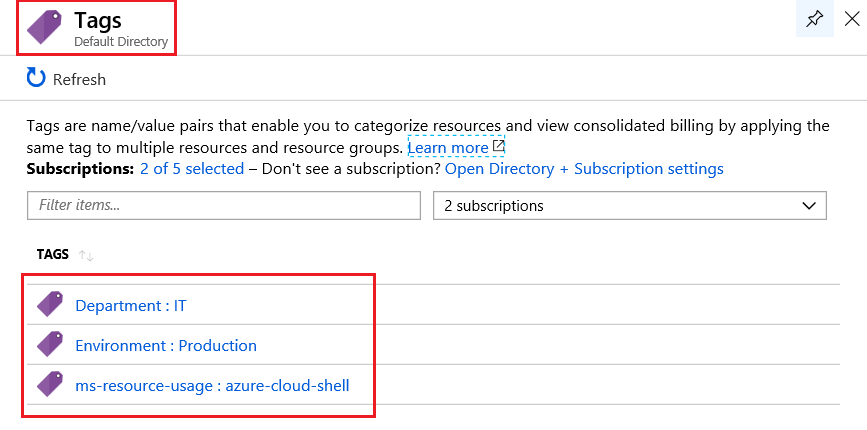 Tags
Default Directory
Refresh
Tags are name/value pairs that enable you to categorize resources and view consolidated billing by applying the
same tag to multiple resources and resource groups. Learn more
Subscriptions: 2 of 5 selected – Don't see a subscription? Open Directory + Subscription settings
Filter items... 2 subscriptions
TAGS
Department : IT
Environment : Production
ms-resource-usage : azure-cloud-shell